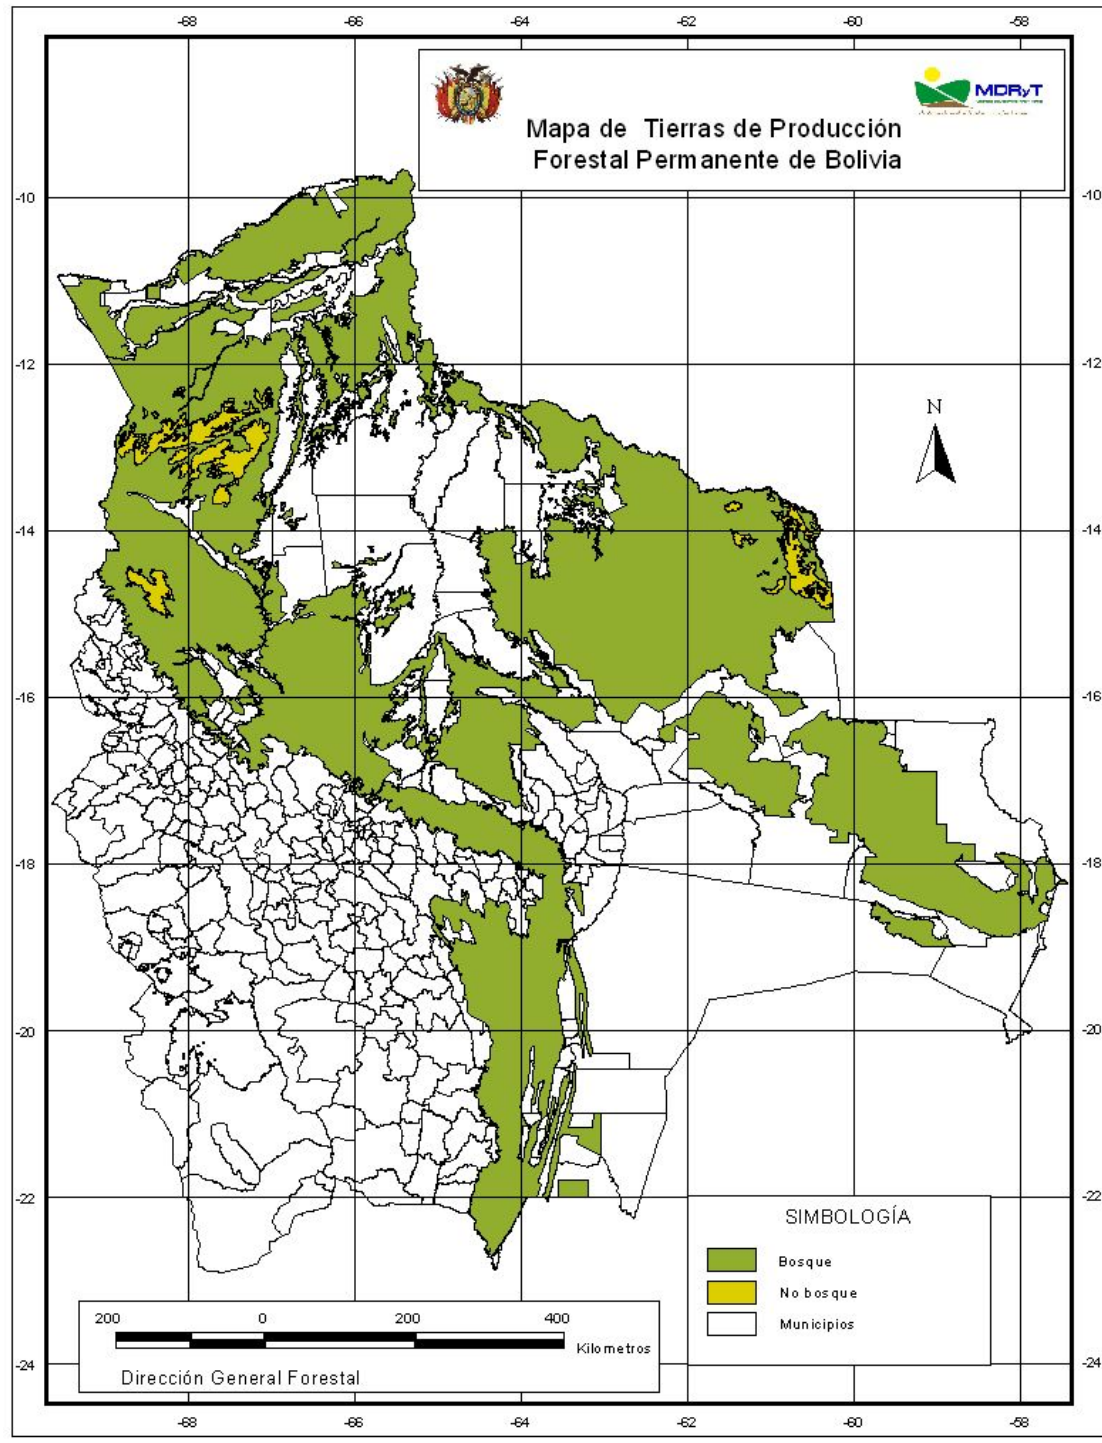 -68 -66 -64 -62 -60 -58
MDRyT
Mapa de Tierras de Producción
Forestal Permanente de Bolivia
-10 -10
-12 -12
N
-14 -14
-16 -16
-18 -18
-20 -20
-22 -22
SIMBOLOGÍA
Bosque
No bosque
Municipios
200 0 200 400
Kilometros
Dirección General Forestal
-24 -24
-68 -66 -64 -62 -60 -58